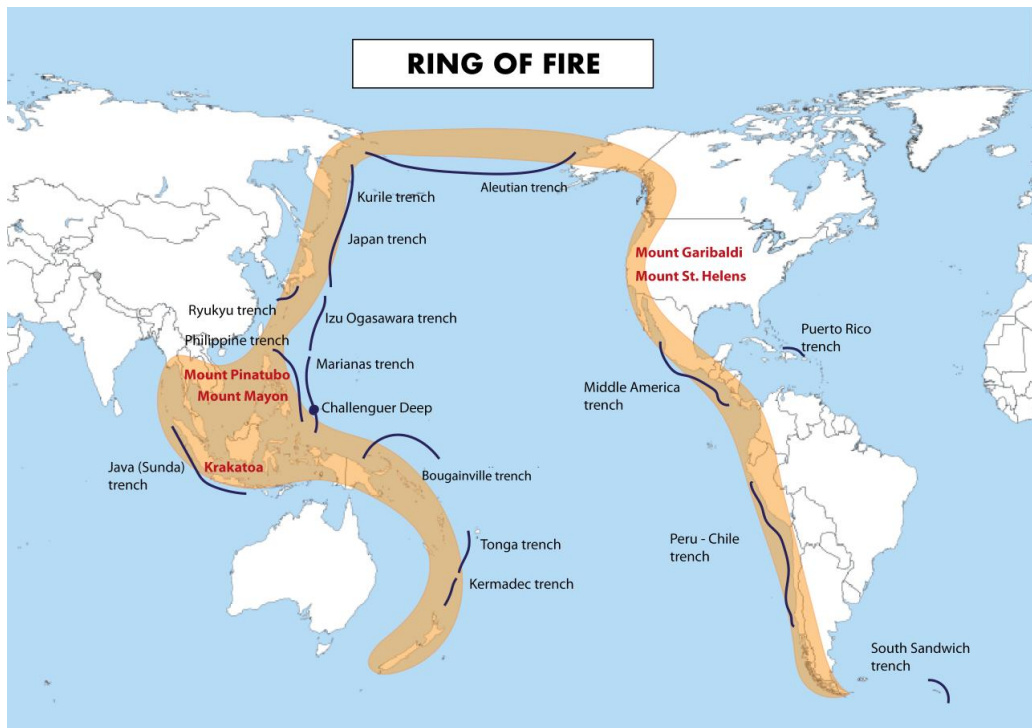 RING OF FIRE
Aleutian trench
Kurile trench
Japan trench
Mount Garibaldi
Mount St. Helens
Ryukyu trench
Izu Ogasawara trench
Puerto Rico
trench
Philippine trench
Marianas trench
Mount Pinatubo
Mount Mayon
Middle America
trench
Challenguer Deep
Java (Sunda)
trench
Krakatoa
Bougainville trench
Peru - Chile
trench
Tonga trench
Kermadec trench
South Sandwich
trench